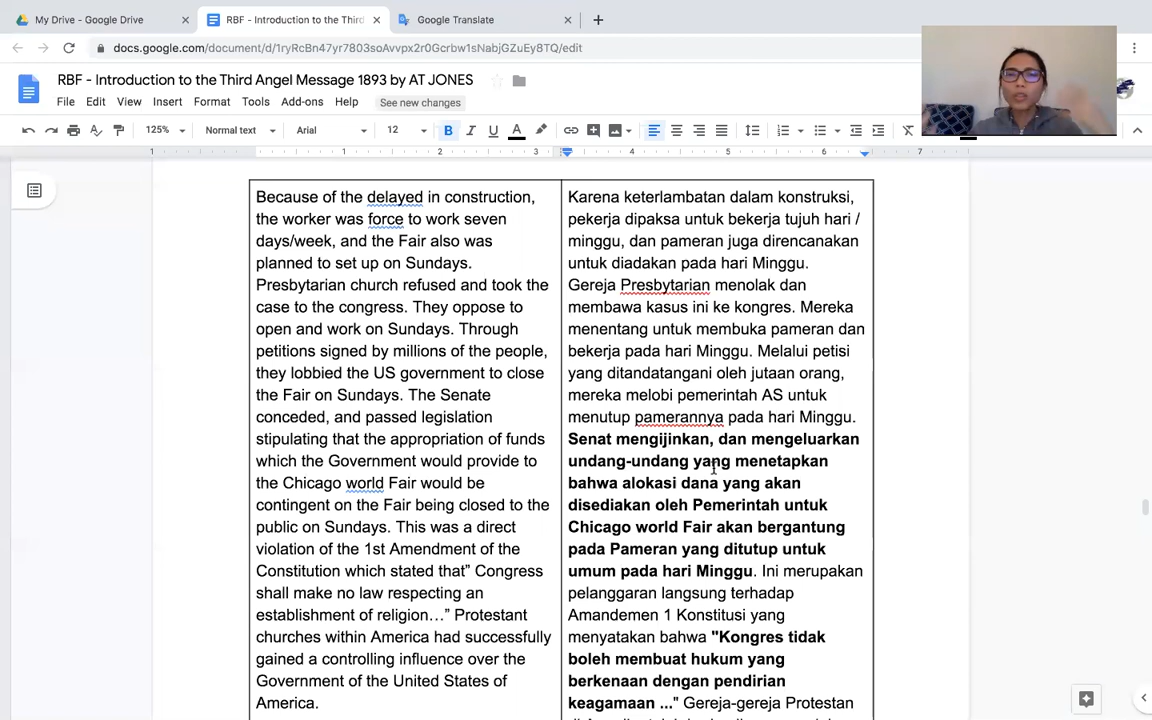 My Drive - Google Drive
RBF - Introduction to the Third
Google Translate
docs.google.com/document/d/1ryRcBn47yr7803soAvvpx2r0Gcrbw1sNabjGZuEy8TQ/edit
RBF - Introduction to the Third Angel Message 1893 by AT JONES
File Edit View Insert Format Tools Add-ons Help See new changes
125% Normal text Arial 12 B I U A
1 1 2 3 4 5 6 7
Because of the delayed in construction,
the worker was force to work seven
days/week, and the Fair also was
planned to set up on Sundays.
Presbytarian church refused and took the
case to the congress. They oppose to
open and work on Sundays. Through
petitions signed by millions of the people,
they lobbied the US government to close
the Fair on Sundays. The Senate
conceded, and passed legislation
stipulating that the appropriation of funds
which the Government would provide to
the Chicago world Fair would be
contingent on the Fair being closed to the
public on Sundays. This was a direct
violation of the 1st Amendment of the
Constitution which stated that” Congress
shall make no law respecting an
establishment of religion…” Protestant
churches within America had successfully
gained a controlling influence over the
Government of the United States of
America.
Karena keterlambatan dalam konstruksi,
pekerja dipaksa untuk bekerja tujuh hari /
minggu, dan pameran juga direncanakan
untuk diadakan pada hari Minggu.
Gereja Presbytarian menolak dan
membawa kasus ini ke kongres. Mereka
menentang untuk membuka pameran dan
bekerja pada hari Minggu. Melalui petisi
yang ditandatangani oleh jutaan orang,
mereka melobi pemerintah AS untuk
menutup pamerannya pada hari Minggu.
Senat mengijinkan, dan mengeluarkan
undang-undang yang menetapkan
bahwa alokasi dana yang akan
disediakan oleh Pemerintah untuk
Chicago world Fair akan bergantung
pada Pameran yang ditutup untuk
umum pada hari Minggu. Ini merupakan
pelanggaran langsung terhadap
Amandemen 1 Konstitusi yang
menyatakan bahwa "Kongres tidak
boleh membuat hukum yang
berkenaan dengan pendirian
keagamaan ..." Gereja-gereja Protestan